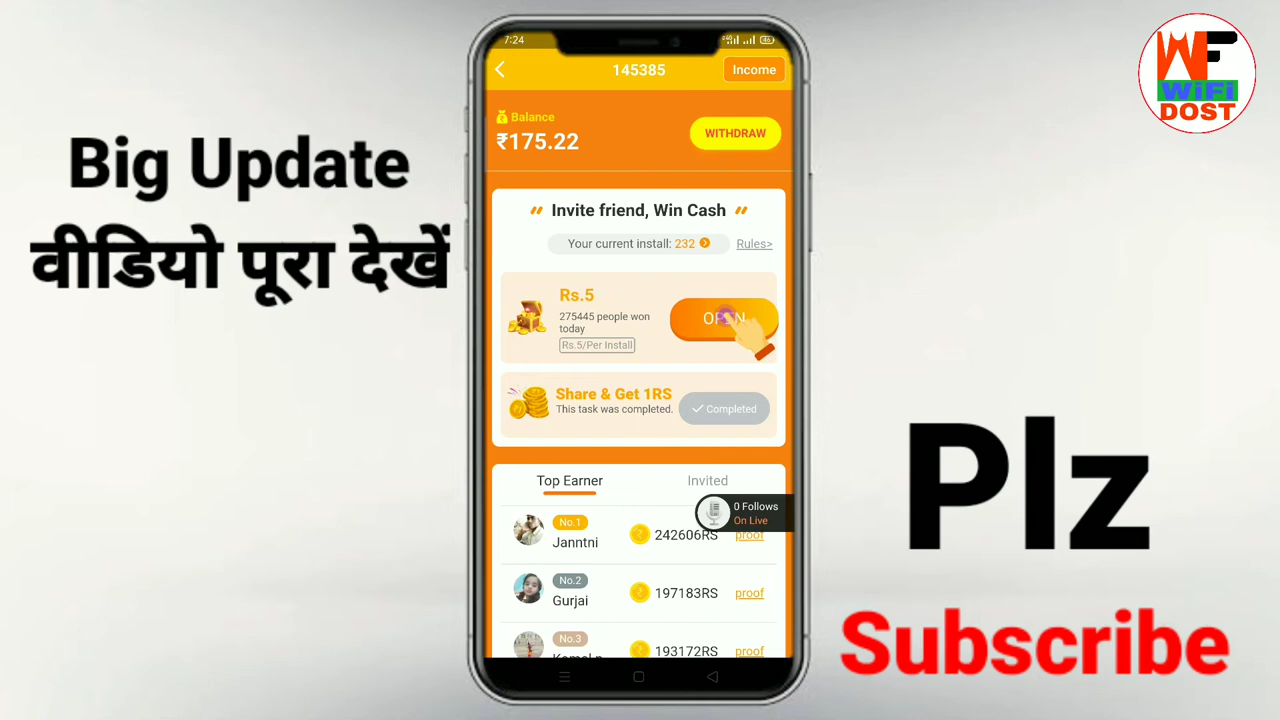 Big Update
वीडियो पूरा देखें
7:24
145385
Income
Balance
₹175.22
WITHDRAW
Invite friend, Win Cash
Your current install: 232
Rules>
Rs.5
275445 people won
today
Rs.5/Per Install
OPEN
Share & Get 1RS
This task was completed.
Completed
Top Earner
Invited
0 Follows
On Live
No.1
Janntni
242606RS
proof
No.2
Gurjai
197183RS
proof
No.3
193172RS
proof
WF
WiFi
DOST
Plz
Subscribe